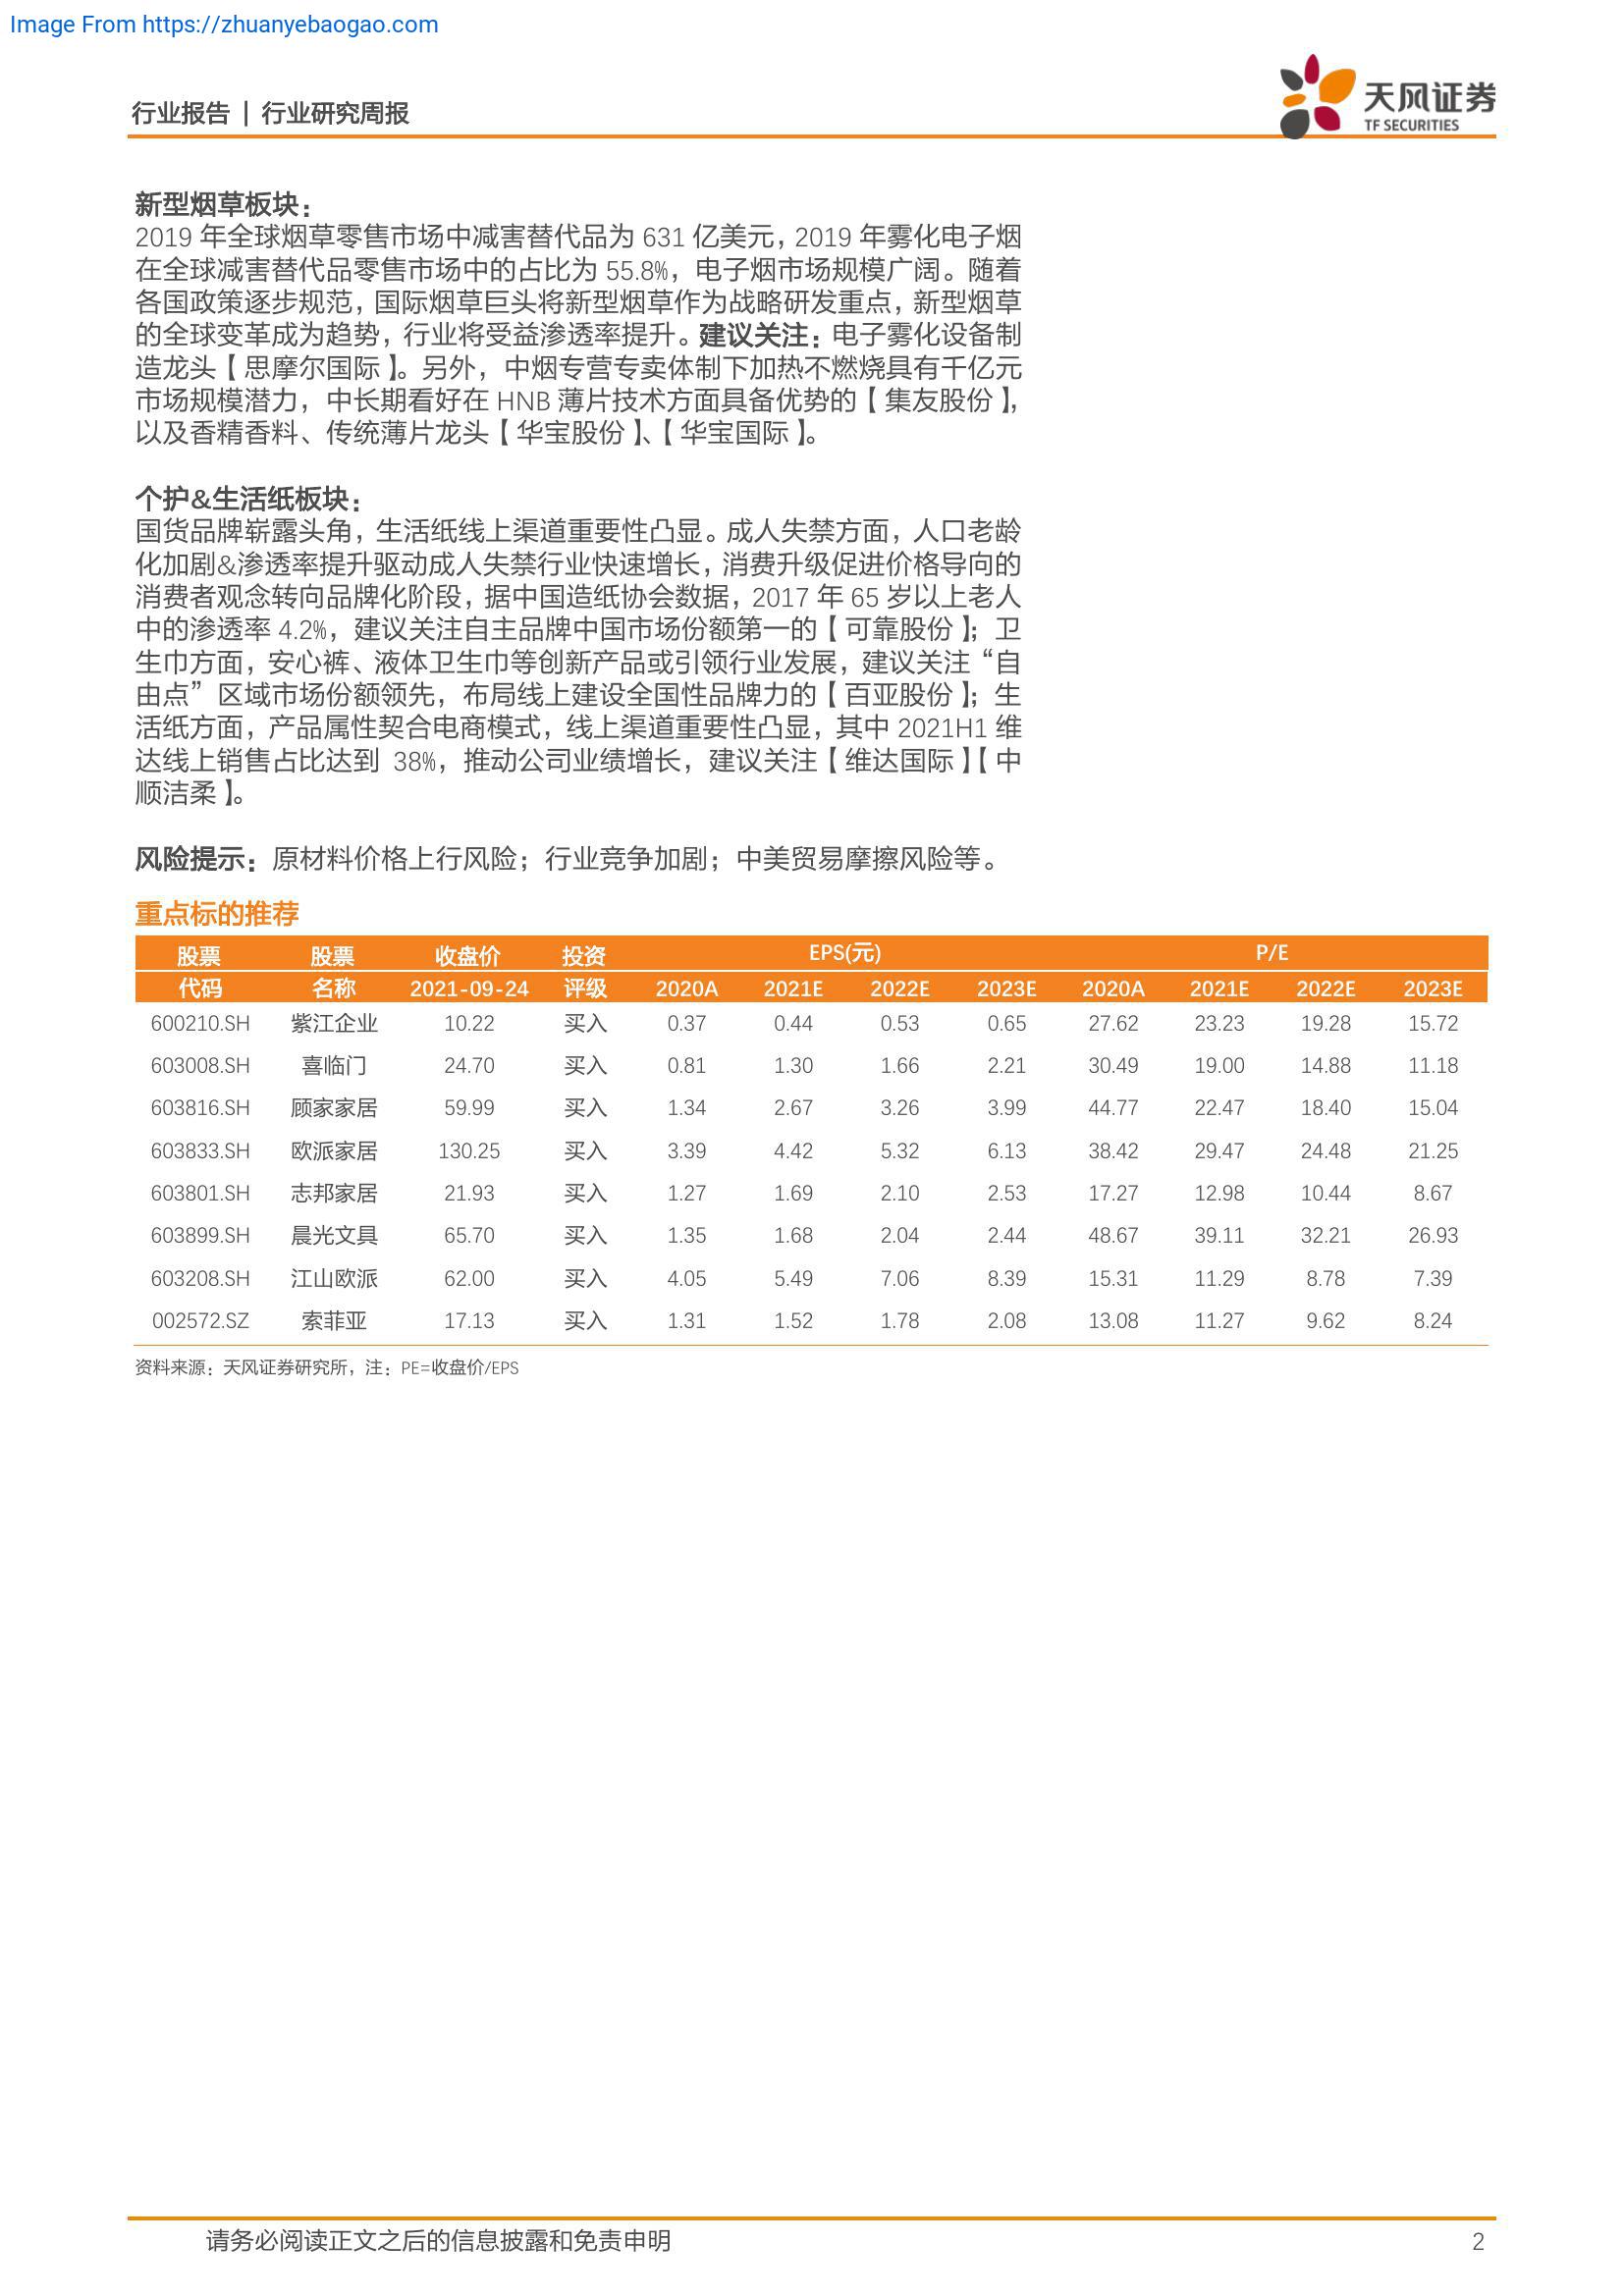 Image From https://zhuanyebaogao.com
行业报告 | 行业研究周报
天风证券
TF SECURITIES
新型烟草板块：
2019 年全球烟草零售市场中减害替代品为 631 亿美元，2019 年雾化电子烟
在全球减害替代品零售市场中的占比为 55.8%，电子烟市场规模广阔。随着
各国政策逐步规范，国际烟草巨头将新型烟草作为战略研发重点，新型烟草
的全球变革成为趋势，行业将受益渗透率提升。建议关注：电子雾化设备制
造龙头【思摩尔国际】。另外，中烟专营专卖体制下加热不燃烧具有千亿元
市场规模潜力，中长期看好在 HNB 薄片技术方面具备优势的【集友股份】，
以及香精香料、传统薄片龙头【华宝股份】、【华宝国际】。
个护&生活纸板块：
国货品牌崭露头角，生活纸线上渠道重要性凸显。成人失禁方面，人口老龄
化加剧&渗透率提升驱动成人失禁行业快速增长，消费升级促进价格导向的
消费者观念转向品牌化阶段，据中国造纸协会数据，2017 年 65 岁以上老人
中的渗透率 4.2%，建议关注自主品牌中国市场份额第一的【可靠股份】；卫
生巾方面，安心裤、液体卫生巾等创新产品或引领行业发展，建议关注“自
由点”区域市场份额领先，布局线上建设全国性品牌力的【百亚股份】；生
活纸方面，产品属性契合电商模式，线上渠道重要性凸显，其中 2021H1 维
达线上销售占比达到 38%，推动公司业绩增长，建议关注【维达国际】【中
顺洁柔】。
风险提示：原材料价格上行风险；行业竞争加剧；中美贸易摩擦风险等。
重点标的推荐
股票 股票 收盘价 投资 EPS(元) P/E
代码 名称 2021-09-24 评级 2020A 2021E 2022E 2023E 2020A 2021E 2022E 2023E
600210.SH 紫江企业 10.22 买入 0.37 0.44 0.53 0.65 27.62 23.23 19.28 15.72
603008.SH 喜临门 24.70 买入 0.81 1.30 1.66 2.21 30.49 19.00 14.88 11.18
603816.SH 顾家家居 59.99 买入 1.34 2.67 3.26 3.99 44.77 22.47 18.40 15.04
603833.SH 欧派家居 130.25 买入 3.39 4.42 5.32 6.13 38.42 29.47 24.48 21.25
603801.SH 志邦家居 21.93 买入 1.27 1.69 2.10 2.53 17.27 12.98 10.44 8.67
603899.SH 晨光文具 65.70 买入 1.35 1.68 2.04 2.44 48.67 39.11 32.21 26.93
603208.SH 江山欧派 62.00 买入 4.05 5.49 7.06 8.39 15.31 11.29 8.78 7.39
002572.SZ 索菲亚 17.13 买入 1.31 1.52 1.78 2.08 13.08 11.27 9.62 8.24
资料来源：天风证券研究所，注：PE=收盘价/EPS
请务必阅读正文之后的信息披露和免责申明 2